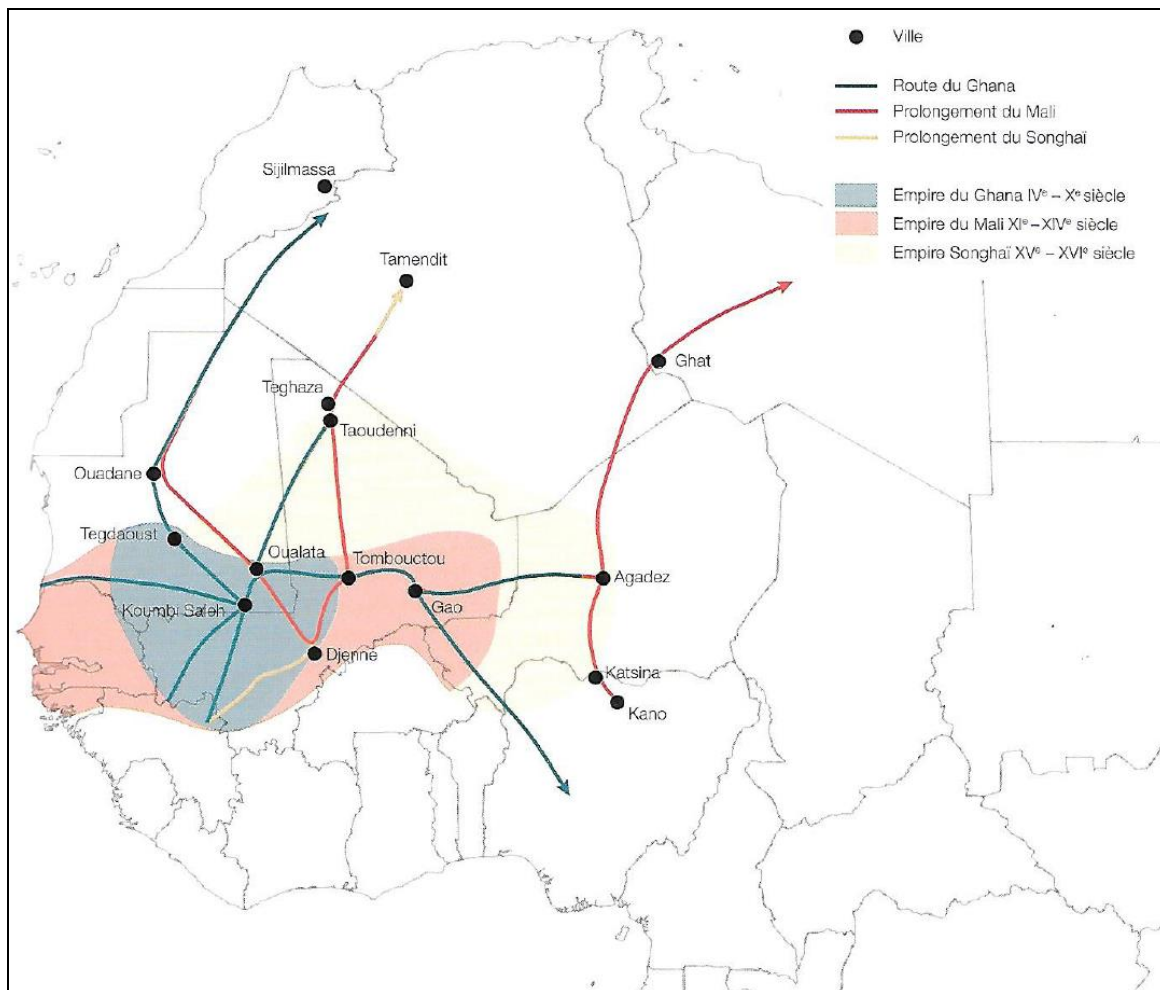 Ville
Route du Ghana
Prolongement du Mali
Prolongement du Songhaï
Empire du Ghana IVᵉ – Xᵉ siècle
Empire du Mali XIᵉ – XIVᵉ siècle
Empire Songhaï XVᵉ – XVIᵉ siècle
Sijilmassa
Tamendit
Ghat
Teghaza
Taoudenni
Ouadane
Tegdaoust
Oualata
Tombouctou
Agadez
Koumbi Saleh
Gao
Djenné
Katsina
Kano